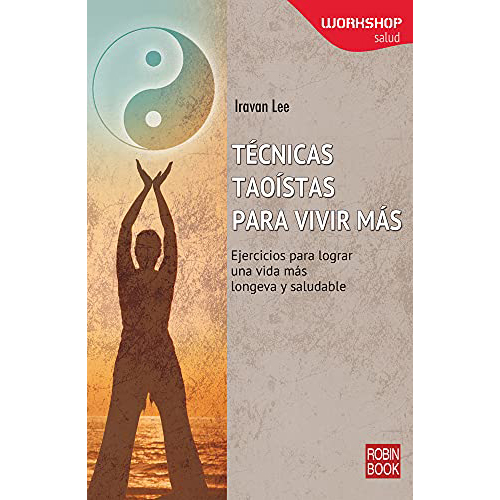 WORKSHOP
salud
Iravan Lee
TÉCNICAS
TAOÍSTAS
PARA VIVIR MÁS
Ejercicios para lograr
una vida más
longeva y saludable
ROBIN
BOOK